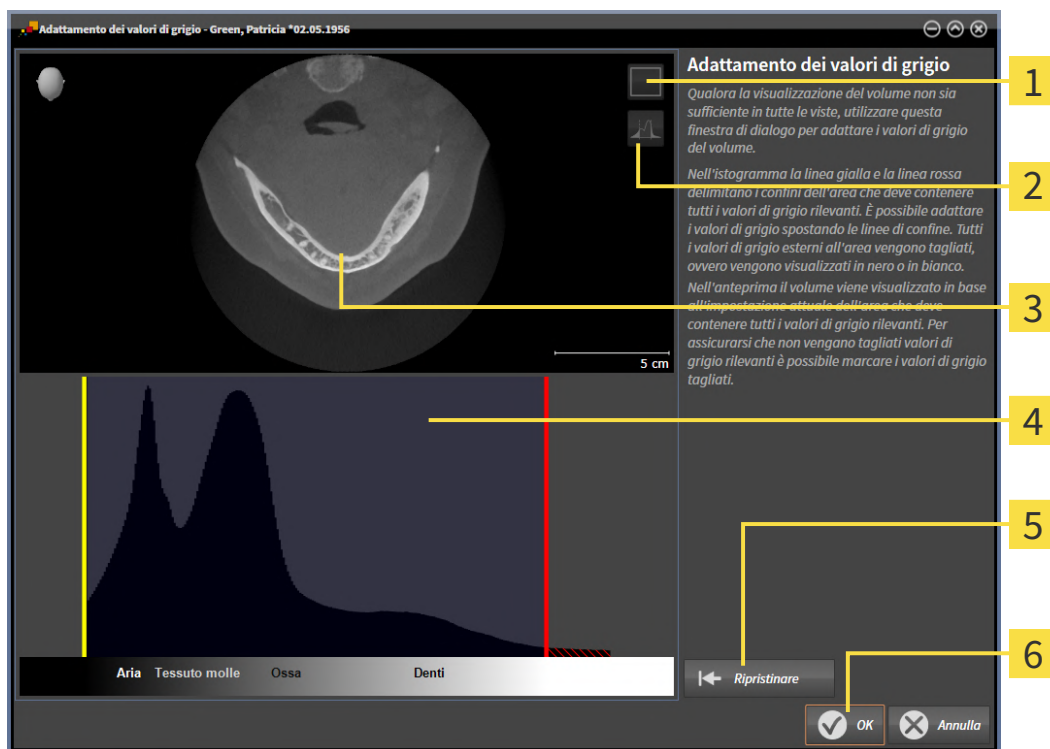 Adattamento dei valori di grigio - Green, Patricia *02.05.1956
Adattamento dei valori di grigio
Qualora la visualizzazione del volume non sia
sufficiente in tutte le viste, utilizzare questa
finestra di dialogo per adattare i valori di grigio
del volume.
Nell'istogramma la linea gialla e la linea rossa
delimitano i confini dell'area che deve contenere
tutti i valori di grigio rilevanti. È possibile adattare
i valori di grigio spostando le linee di confine. Tutti
i valori di grigio esterni all'area vengono tagliati,
ovvero vengono visualizzati in nero o in bianco.
Nell'anteprima il volume viene visualizzato in base
all'impostazione attuale dell'area che deve
contenere tutti i valori di grigio rilevanti. Per
assicurarsi che non vengano tagliati valori di
grigio rilevanti è possibile marcare i valori di grigio
tagliati.
5 cm
Aria Tessuto molle Ossa Denti
Ripristinare
OK
Annulla
1
2
3
4
5
6